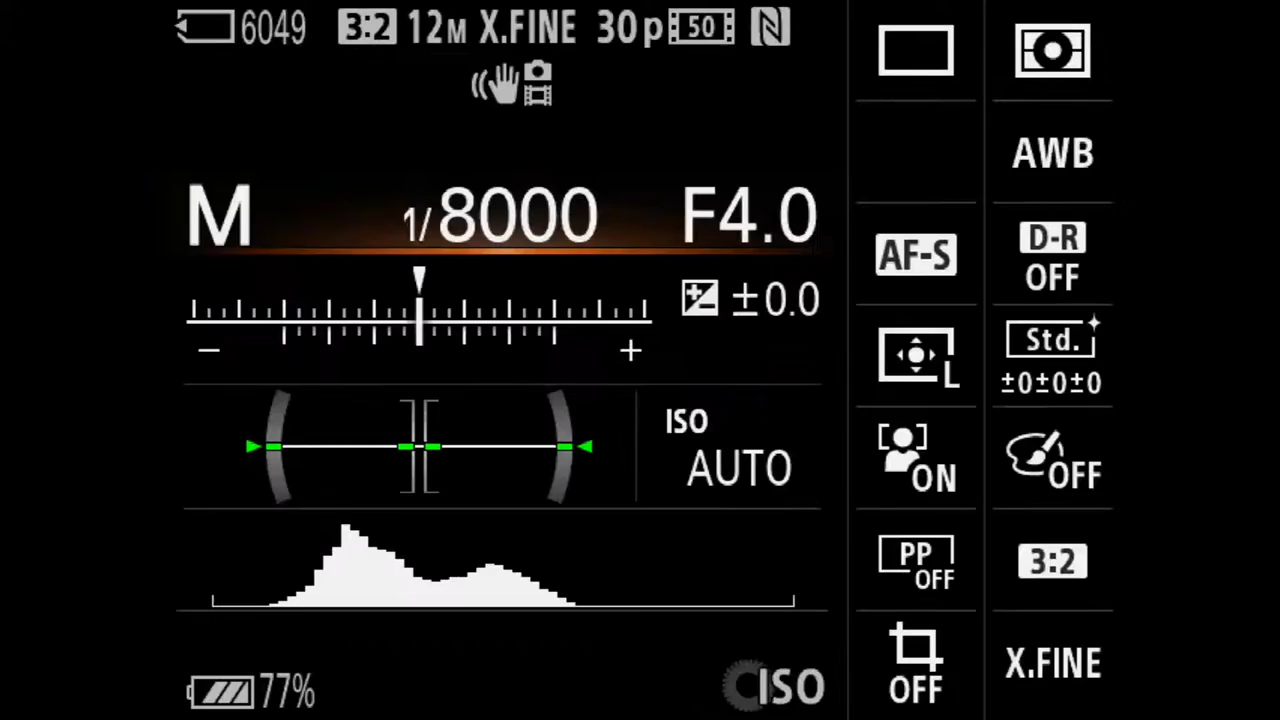 6049 3:2 12M X.FINE 30p 50
M 1/8000 F4.0
±0.0
− +
ISO
AUTO
77% ISO
AWB
AF-S
D-R
OFF
L
Std.
±0±0±0
ON
OFF
PP
OFF
3:2
OFF
X.FINE